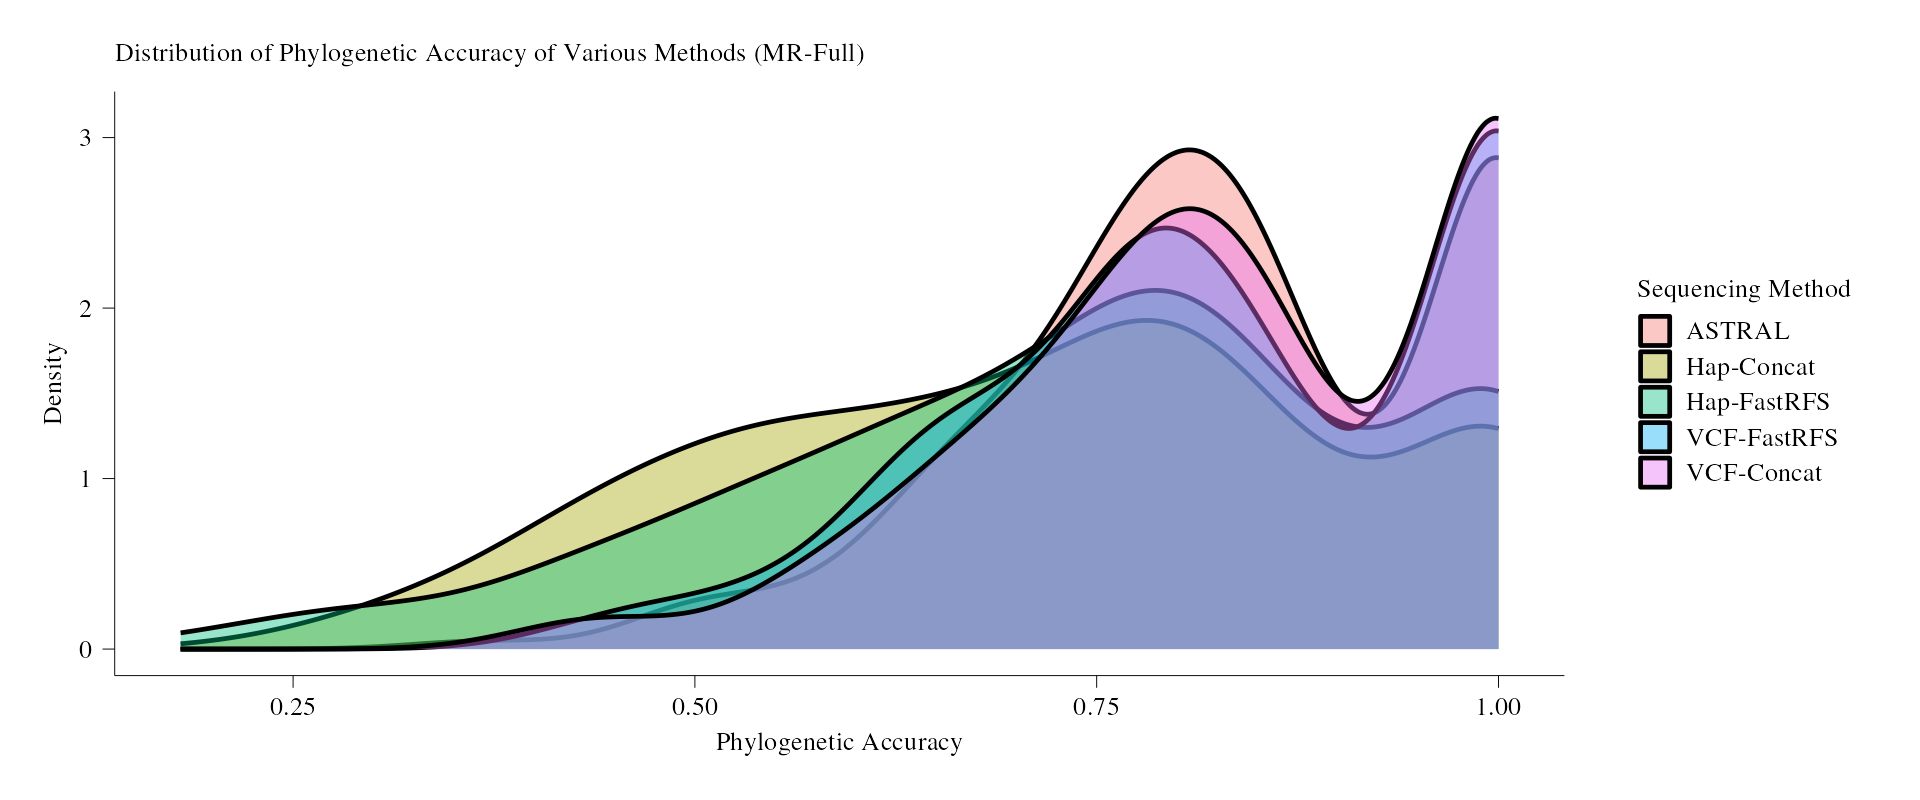 Distribution of Phylogenetic Accuracy of Various Methods (MR-Full)
3
2
1
0
Density
0.25 0.50 0.75 1.00
Phylogenetic Accuracy
Sequencing Method
ASTRAL
Hap-Concat
Hap-FastRFS
VCF-FastRFS
VCF-Concat